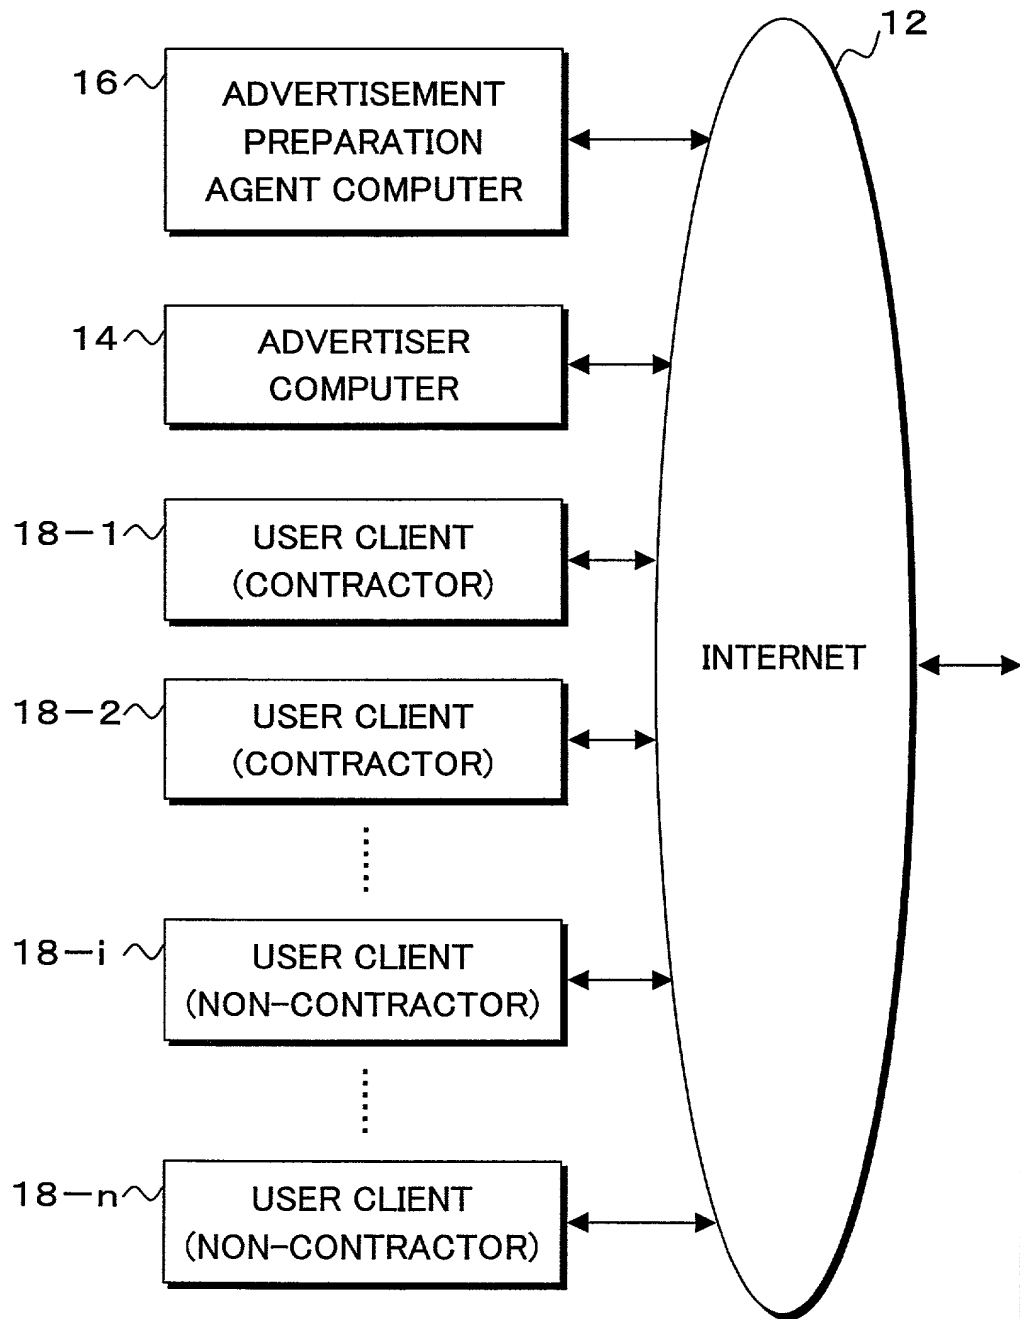 12
16
ADVERTISEMENT
PREPARATION
AGENT COMPUTER
14
ADVERTISER
COMPUTER
18-1
USER CLIENT
(CONTRACTOR)
INTERNET
18-2
USER CLIENT
(CONTRACTOR)
18-i
USER CLIENT
(NON-CONTRACTOR)
18-n
USER CLIENT
(NON-CONTRACTOR)